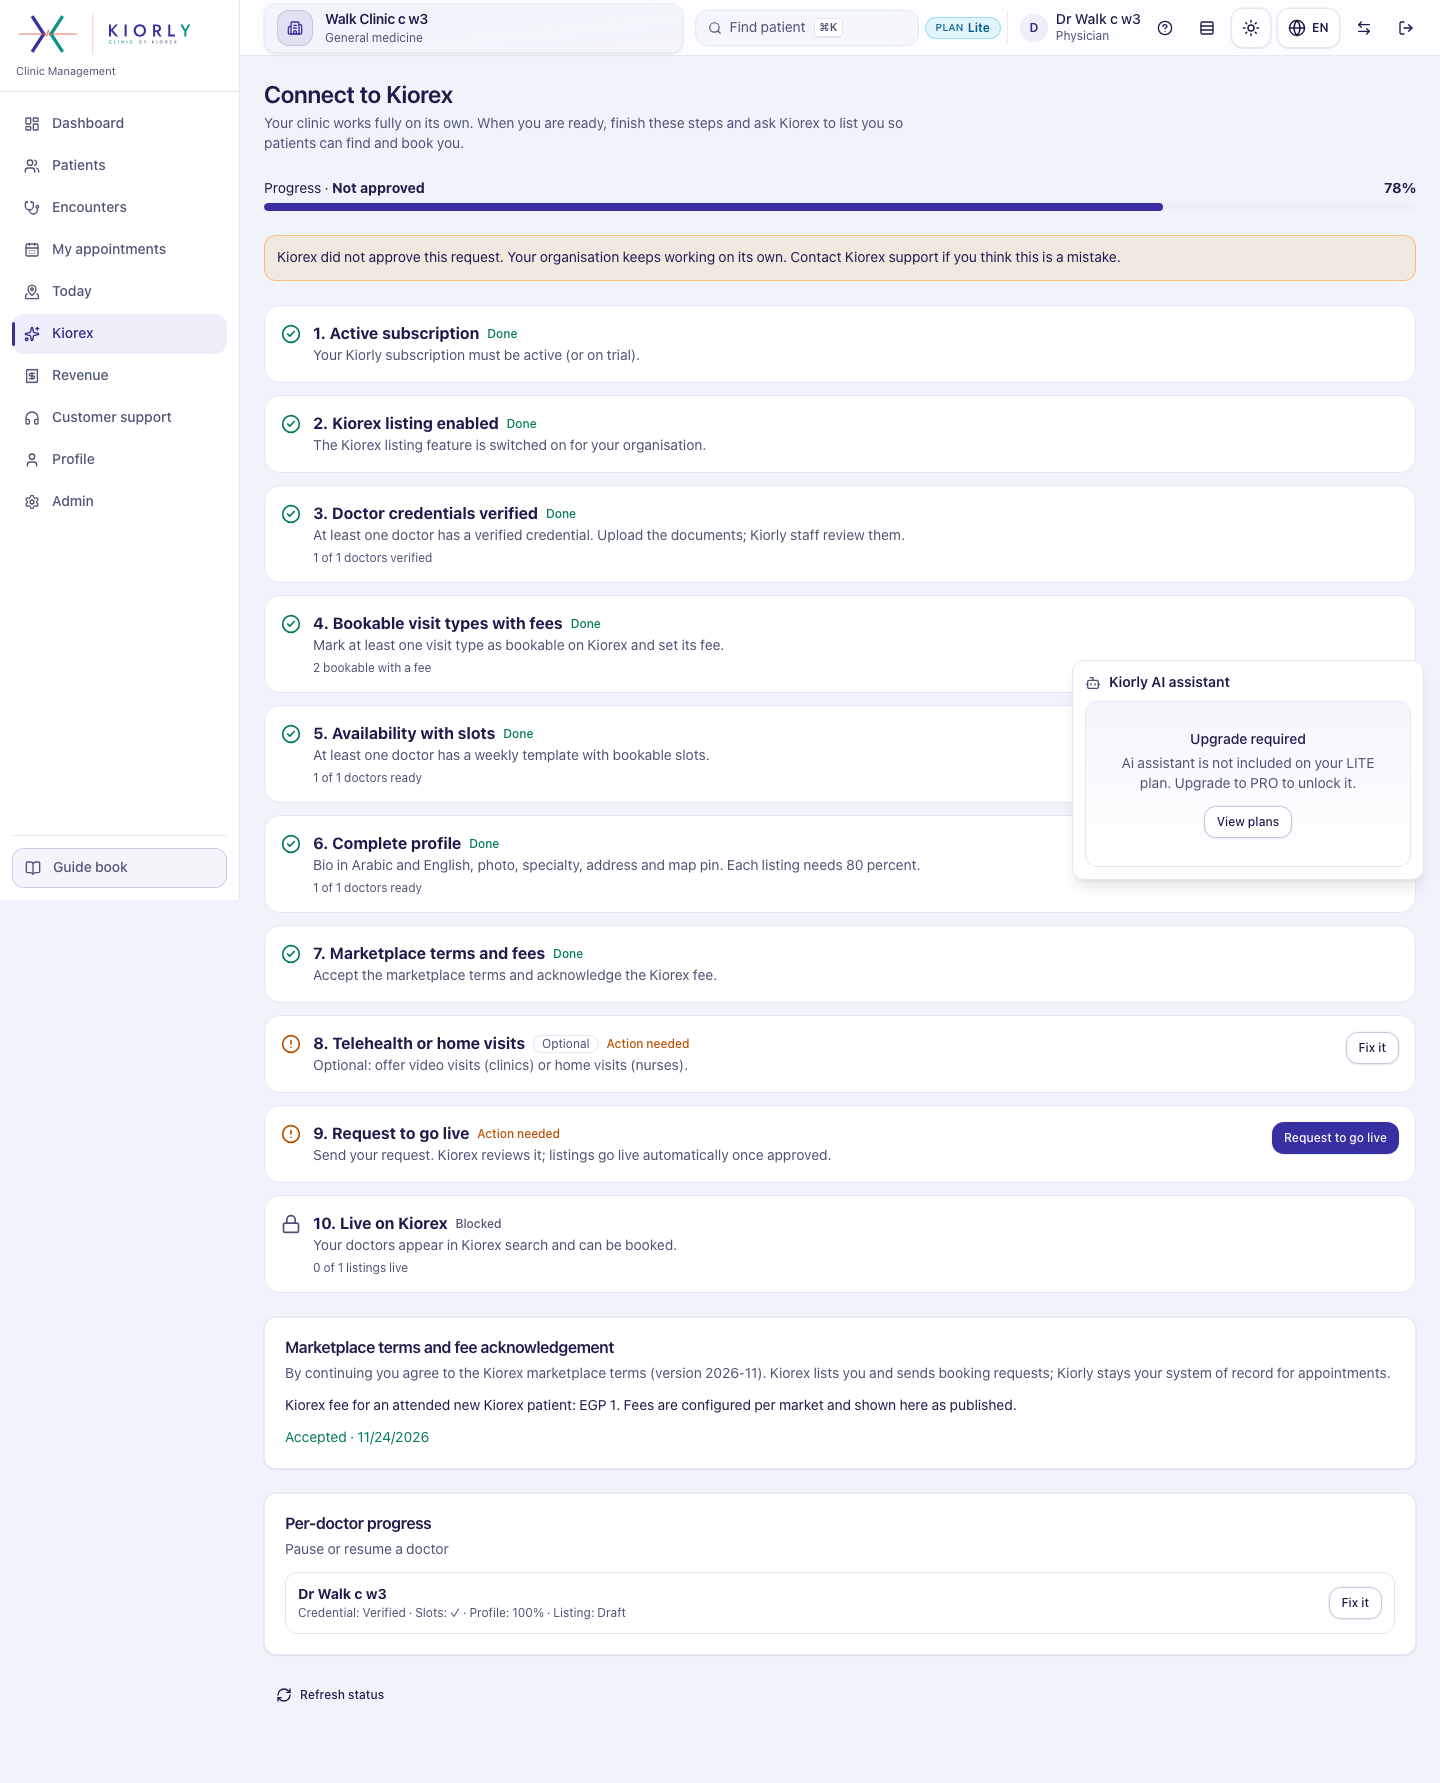 KIORLY
CLINIC BY KIOREX
Clinic Management
Dashboard
Patients
Encounters
My appointments
Today
Kiorex
Revenue
Customer support
Profile
Admin
Guide book
Walk Clinic c w3
General medicine
Find patient ⌘K
PLAN Lite
D
Dr Walk c w3
Physician
EN
Connect to Kiorex
Your clinic works fully on its own. When you are ready, finish these steps and ask Kiorex to list you so
patients can find and book you.
Progress · Not approved 78%
Kiorex did not approve this request. Your organisation keeps working on its own. Contact Kiorex support if you think this is a mistake.
1. Active subscription Done
Your Kiorly subscription must be active (or on trial).
2. Kiorex listing enabled Done
The Kiorex listing feature is switched on for your organisation.
3. Doctor credentials verified Done
At least one doctor has a verified credential. Upload the documents; Kiorly staff review them.
1 of 1 doctors verified
4. Bookable visit types with fees Done
Mark at least one visit type as bookable on Kiorex and set its fee.
2 bookable with a fee
5. Availability with slots Done
At least one doctor has a weekly template with bookable slots.
1 of 1 doctors ready
6. Complete profile Done
Bio in Arabic and English, photo, specialty, address and map pin. Each listing needs 80 percent.
1 of 1 doctors ready
Kiorly AI assistant
Upgrade required
Ai assistant is not included on your LITE
plan. Upgrade to PRO to unlock it.
View plans
7. Marketplace terms and fees Done
Accept the marketplace terms and acknowledge the Kiorex fee.
8. Telehealth or home visits Optional Action needed
Optional: offer video visits (clinics) or home visits (nurses).
Fix it
9. Request to go live Action needed
Send your request. Kiorex reviews it; listings go live automatically once approved.
Request to go live
10. Live on Kiorex Blocked
Your doctors appear in Kiorex search and can be booked.
0 of 1 listings live
Marketplace terms and fee acknowledgement
By continuing you agree to the Kiorex marketplace terms (version 2026-11). Kiorex lists you and sends booking requests; Kiorly stays your system of record for appointments.
Kiorex fee for an attended new Kiorex patient: EGP 1. Fees are configured per market and shown here as published.
Accepted · 11/24/2026
Per-doctor progress
Pause or resume a doctor
Dr Walk c w3
Credential: Verified · Slots: ✓ · Profile: 100% · Listing: Draft
Fix it
Refresh status